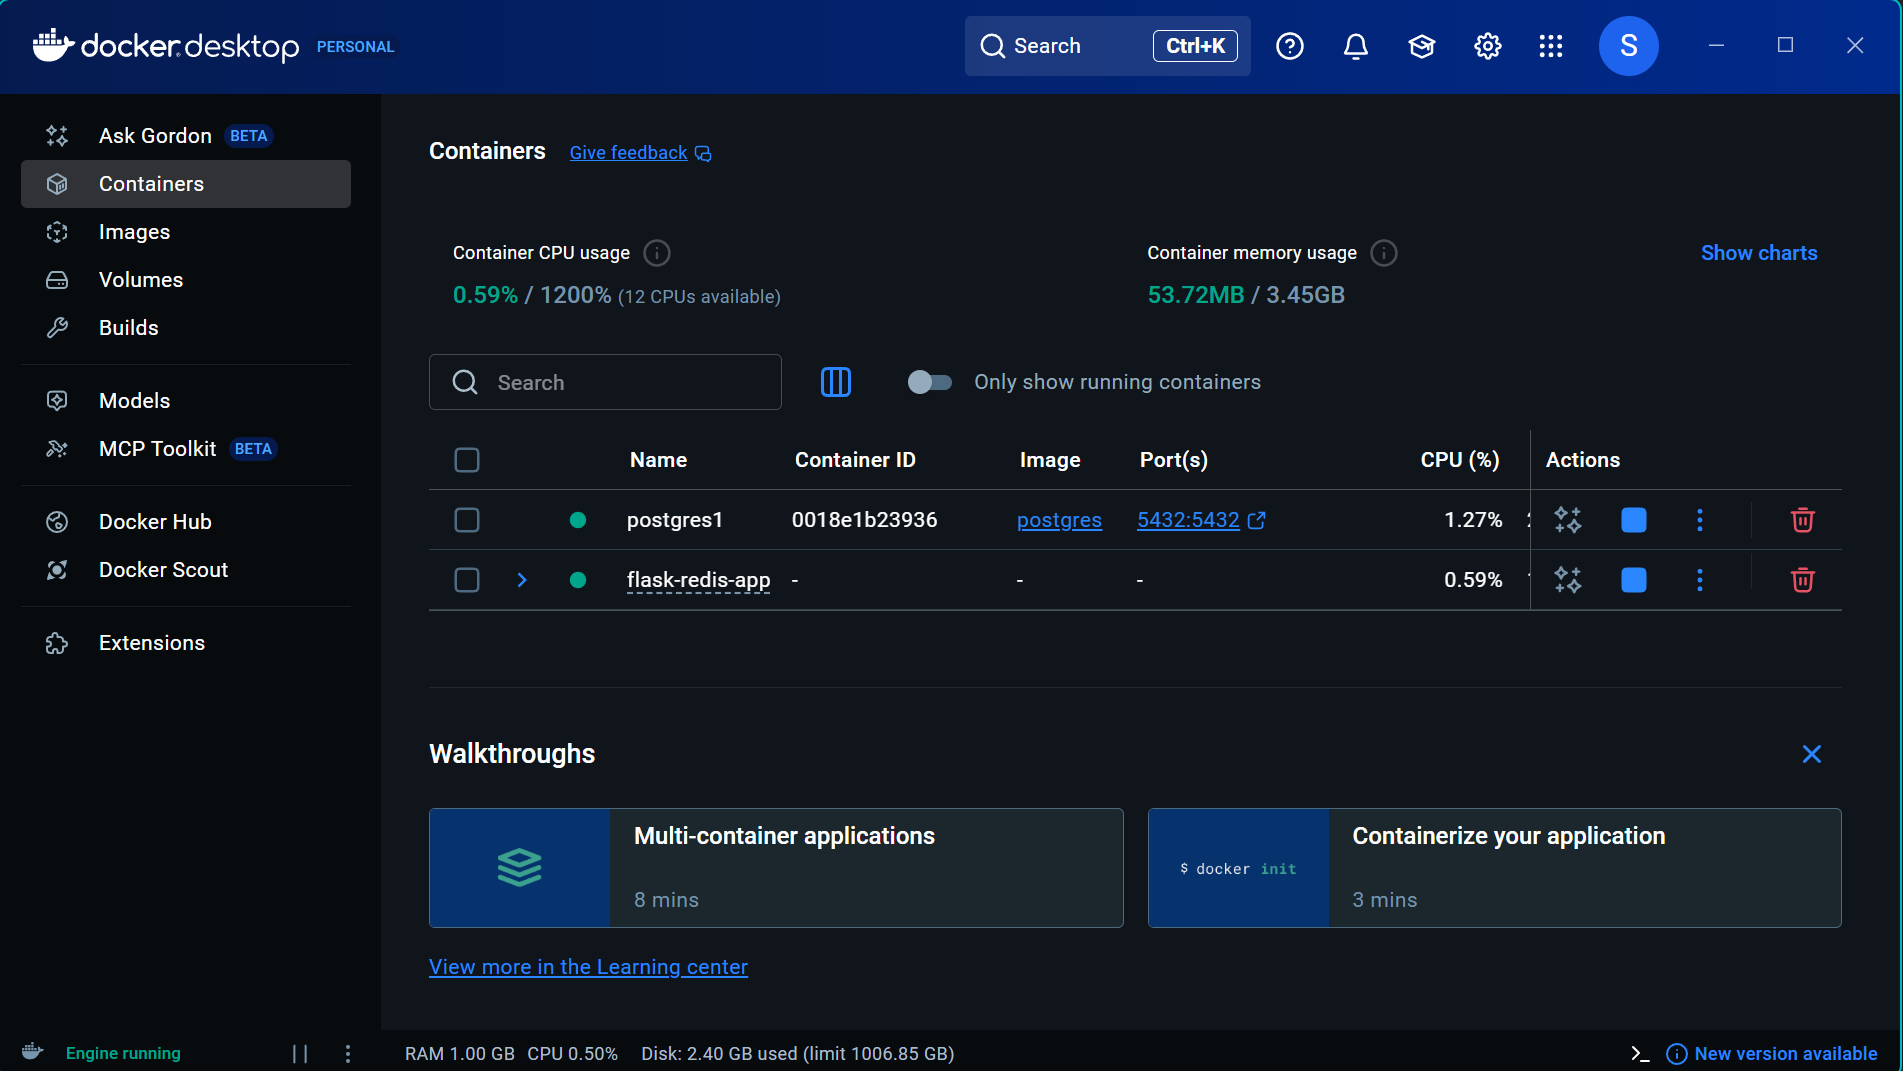 docker desktop PERSONAL
Search Ctrl+K
S
Ask Gordon BETA
Containers
Images
Volumes
Builds
Models
MCP Toolkit BETA
Docker Hub
Docker Scout
Extensions
Containers Give feedback
Container CPU usage
0.59% / 1200% (12 CPUs available)
Container memory usage
53.72MB / 3.45GB
Show charts
Search
Only show running containers
Name Container ID Image Port(s) CPU (%) Actions
postgres1 0018e1b23936 postgres 5432:5432 1.27%
flask-redis-app - - - 0.59%
Walkthroughs
Multi-container applications
8 mins
$ docker init
Containerize your application
3 mins
View more in the Learning center
Engine running
RAM 1.00 GB CPU 0.50% Disk: 2.40 GB used (limit 1006.85 GB)
New version available